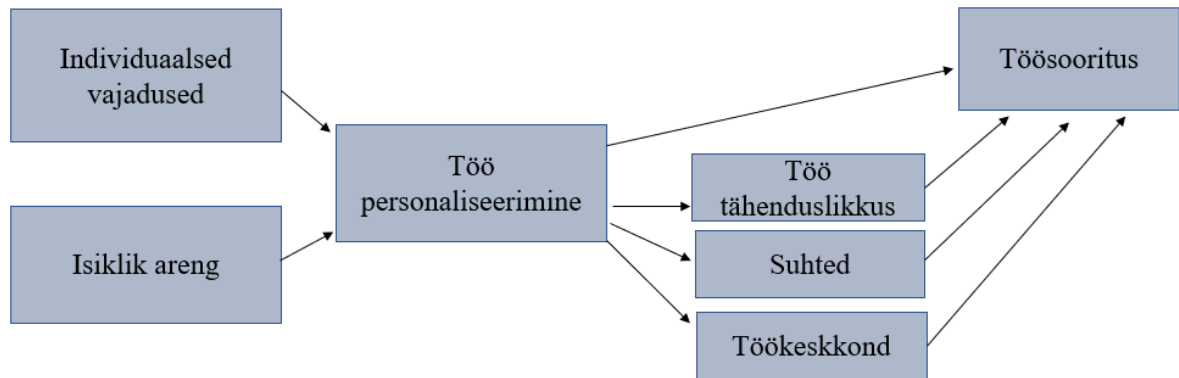 Individuaalsed
vajadused
Isiklik areng
Töö
personaliseerimine
Töö
tähenduslikkus
Suhted
Töökeskkond
Töösooritus